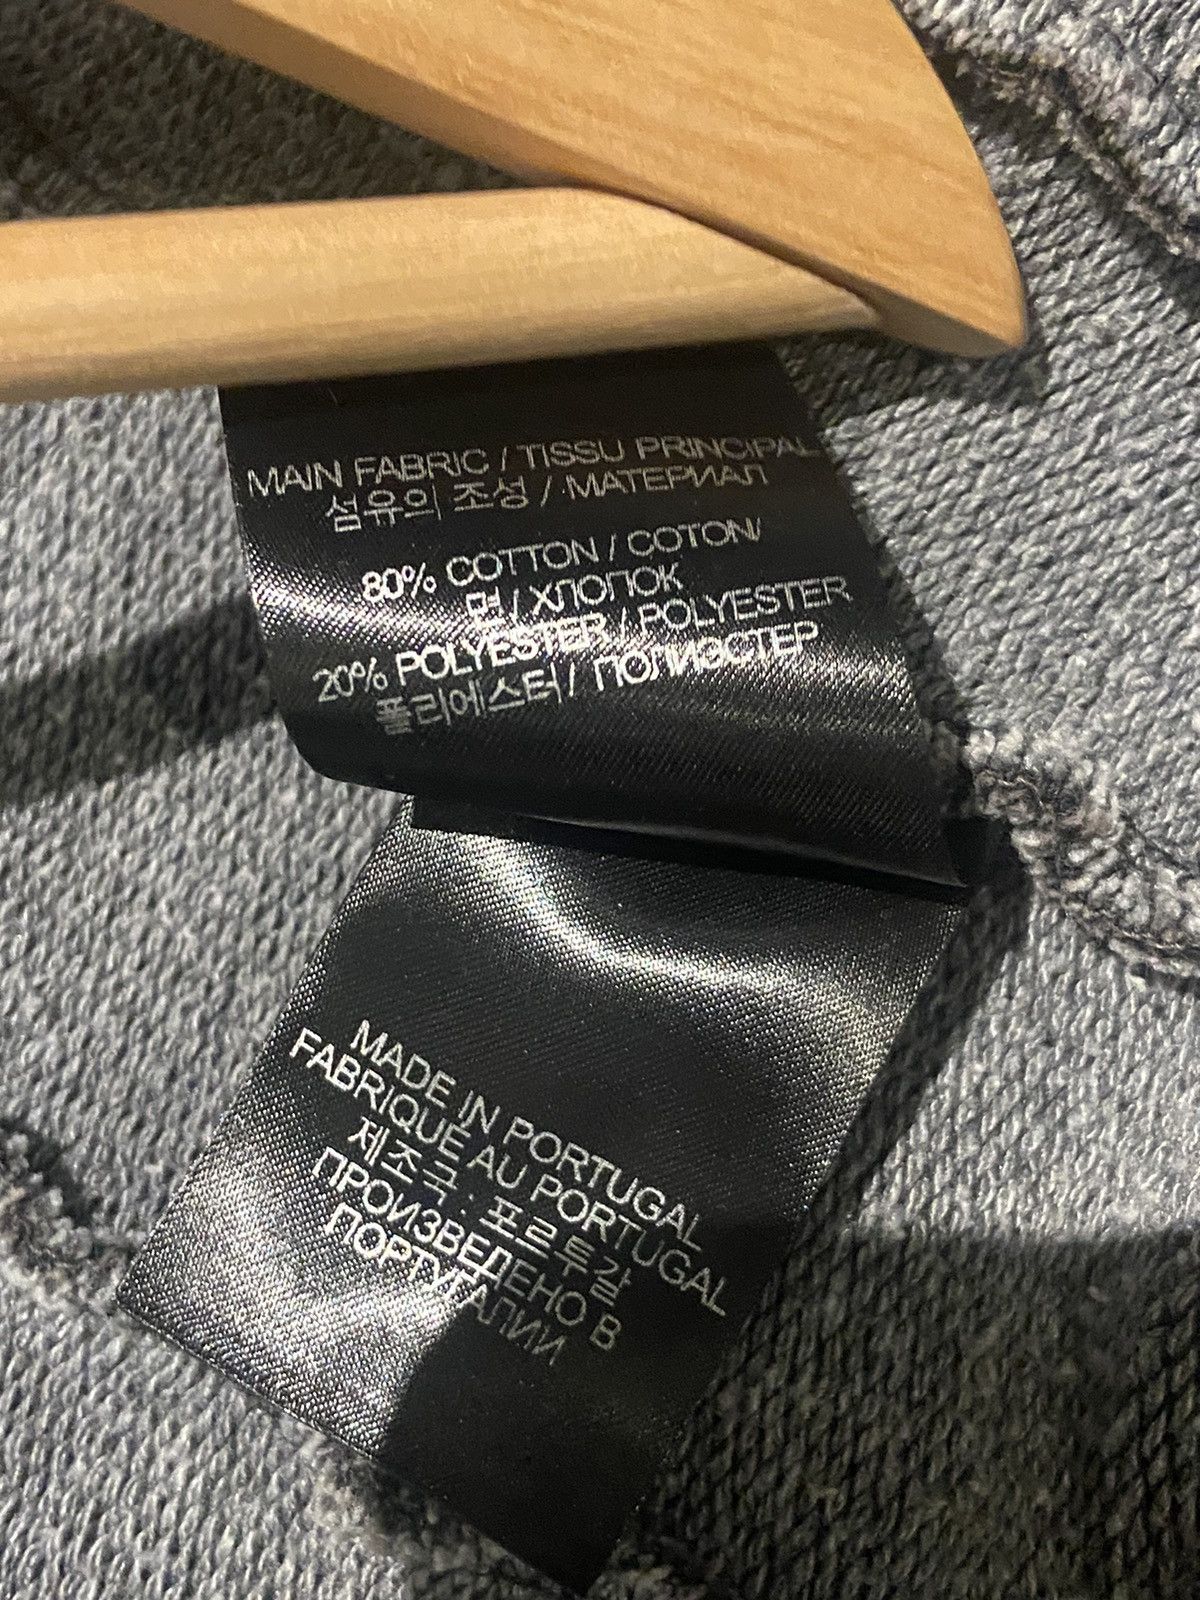 MAIN FABRIC / TISSU PRINCIPAL
섬유의 조성 / МАТЕРИАЛ
80% COTTON / COTON/
면 / ХЛОПОК
20% POLYESTER / POLYESTER
폴리에스터 / ПОЛИЭСТЕР
MADE IN PORTUGAL
FABRIQUE AU PORTUGAL
제조국 : 포르투갈
ПРОИЗВЕДЕНО В
ПОРТУГАЛИИ